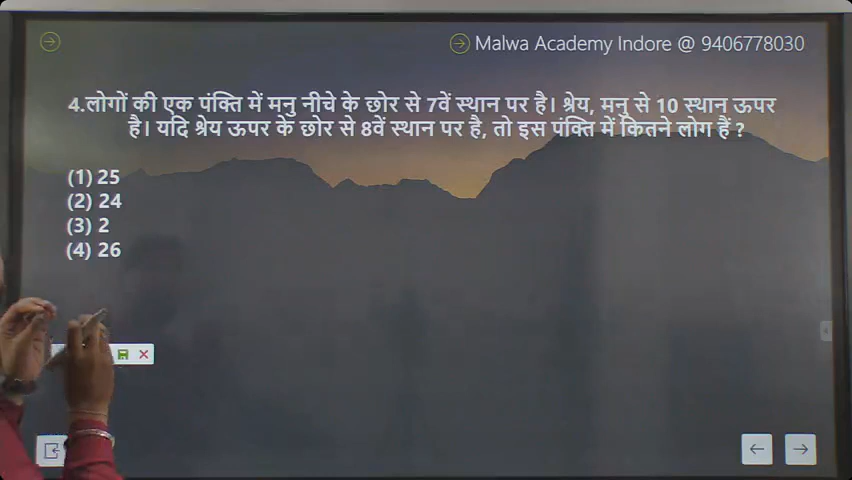 Malwa Academy Indore @ 9406778030
4.लोगों की एक पंक्ति में मनु नीचे के छोर से 7वें स्थान पर है। श्रेय, मनु से 10 स्थान ऊपर
है। यदि श्रेय ऊपर के छोर से 8वें स्थान पर है, तो इस पंक्ति में कितने लोग हैं ?
(1) 25
(2) 24
(3) 2
(4) 26